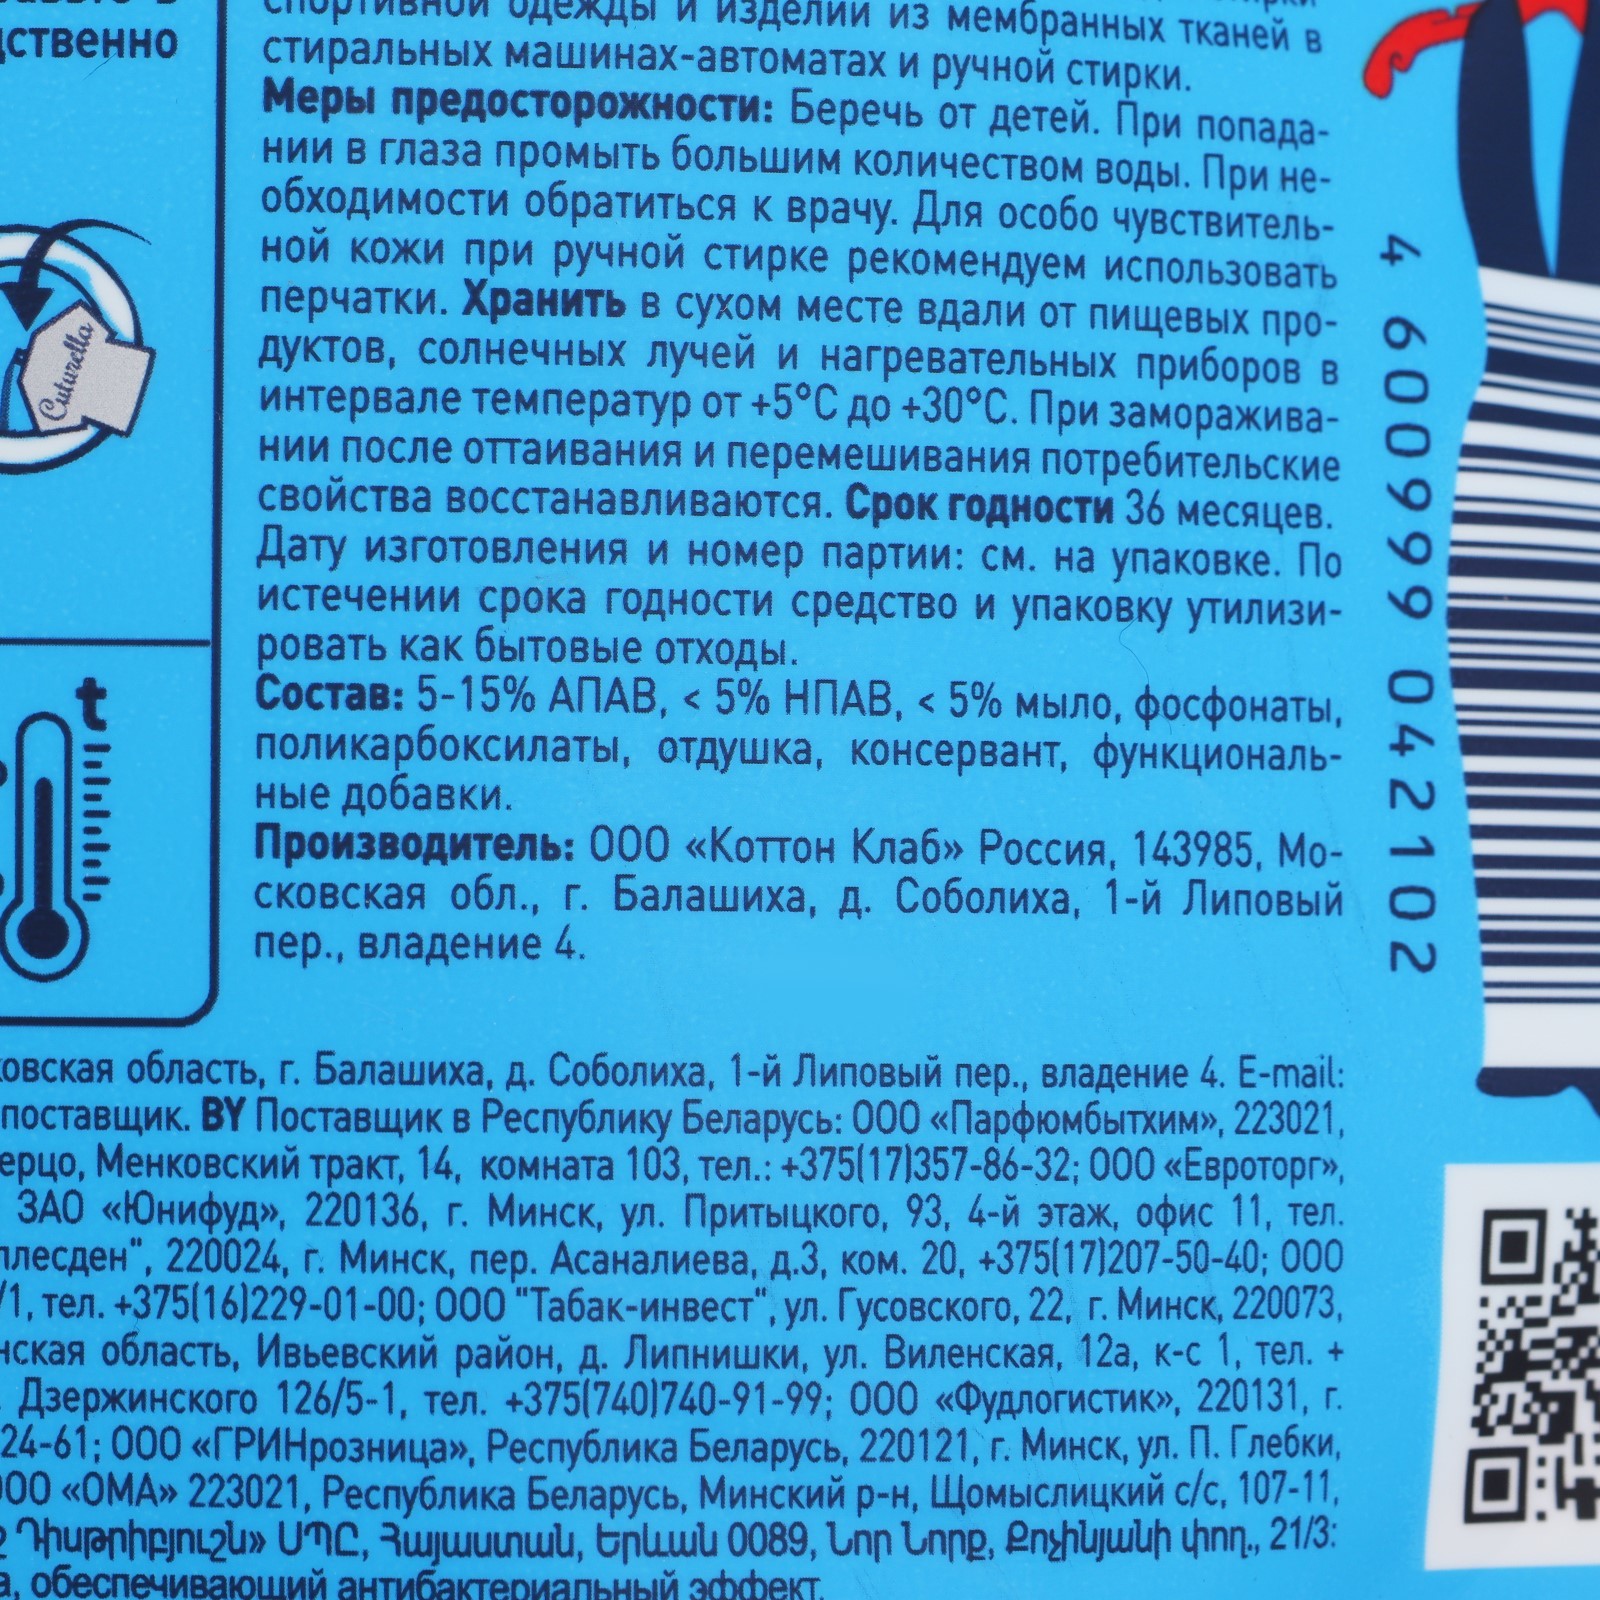 дственно
спортивной одежды и изделий из мембранных тканей в
стиральных машинах-автоматах и ручной стирки.
Меры предосторожности: Беречь от детей. При попада-
нии в глаза промыть большим количеством воды. При не-
обходимости обратиться к врачу. Для особо чувствитель-
ной кожи при ручной стирке рекомендуем использовать
перчатки. Хранить в сухом месте вдали от пищевых про-
дуктов, солнечных лучей и нагревательных приборов в
интервале температур от +5°С до +30°С. При заморажива-
нии после оттаивания и перемешивания потребительские
свойства восстанавливаются. Срок годности 36 месяцев.
Дату изготовления и номер партии: см. на упаковке. По
истечении срока годности средство и упаковку утилизи-
ровать как бытовые отходы.
Состав: 5-15% АПАВ, < 5% НПАВ, < 5% мыло, фосфонаты,
поликарбоксилаты, отдушка, консервант, функциональ-
ные добавки.
Производитель: ООО «Коттон Клаб» Россия, 143985, Мо-
сковская обл., г. Балашиха, д. Соболиха, 1-й Липовый
пер., владение 4.
Cuturella
t
4 600999 042102
ковская область, г. Балашиха, д. Соболиха, 1-й Липовый пер., владение 4. E-mail:
поставщик. BY Поставщик в Республику Беларусь: ООО «Парфюмбытхим», 223021,
ерцо, Менковский тракт, 14, комната 103, тел.: +375(17)357-86-32; ООО «Евроторг»,
ЗАО «Юнифуд», 220136, г. Минск, ул. Притыцкого, 93, 4-й этаж, офис 11, тел.
плесден", 220024, г. Минск, пер. Асаналиева, д.3, ком. 20, +375(17)207-50-40; ООО
/1, тел. +375(16)229-01-00; ООО "Табак-инвест", ул. Гусовского, 22, г. Минск, 220073,
нская область, Ивьевский район, д. Липнишки, ул. Виленская, 12а, к-с 1, тел. +
. Дзержинского 126/5-1, тел. +375(740)740-91-99; ООО «Фудлогистик», 220131, г.
24-61; ООО «ГРИНрозница», Республика Беларусь, 220121, г. Минск, ул. П. Глебки,
ООО «ОМА» 223021, Республика Беларусь, Минский р-н, Щомыслицкий с/с, 107-11,
Դիսթրիբյուշն» ՍՊԸ, Հայաստան, Երևան 0089, Նոր Նորք, Քոչինյանի փող., 21/3:
а, обеспечивающий антибактериальный эффект.